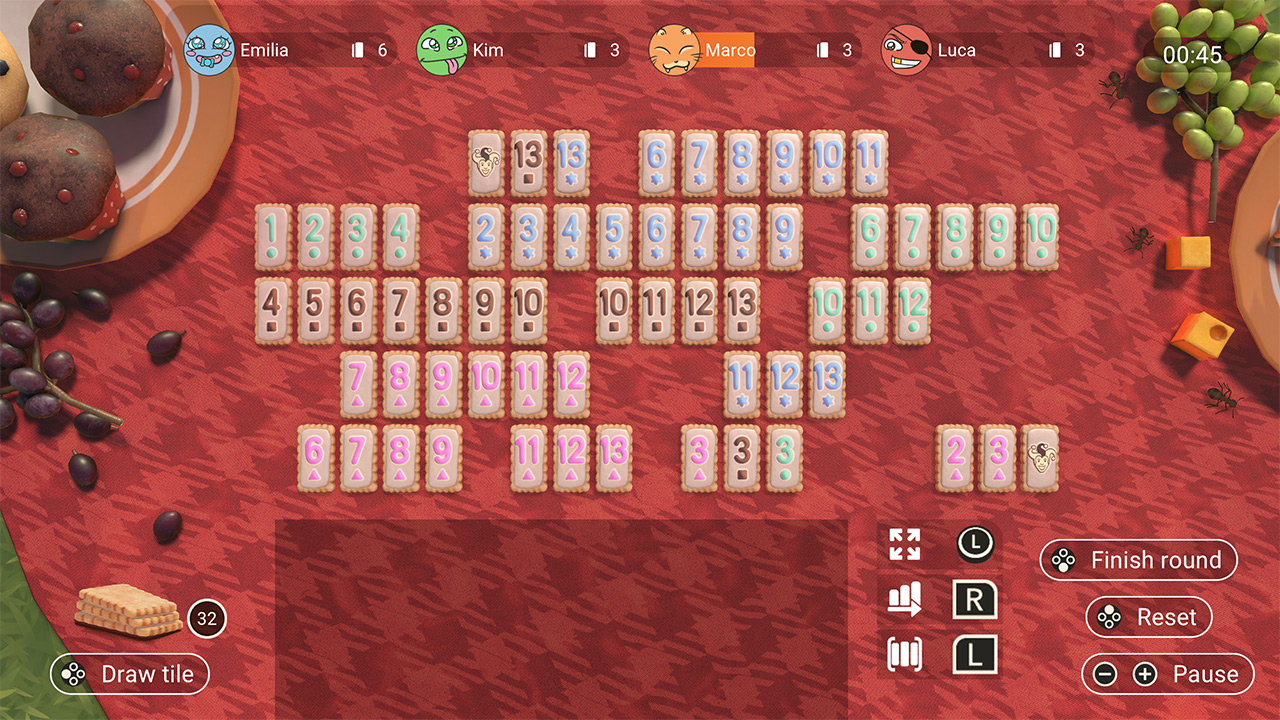 Emilia 6 Kim 3 Marco 3 Luca 3 00:45
13 13 6 7 8 9 10 11
1 2 3 4 2 3 4 5 6 7 8 9 6 7 8 9 10
4 5 6 7 8 9 10 10 11 12 13 10 11 12
7 8 9 10 11 12 11 12 13
6 7 8 9 11 12 13 3 3 3 2 3
L
Finish round
R
32
Reset
L
Draw tile
Pause